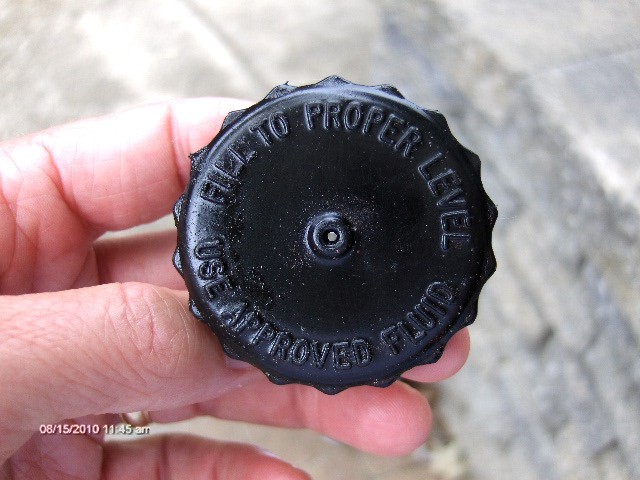 FILL TO PROPER LEVEL
USE APPROVED FLUID
08/15/2010 11:45 am